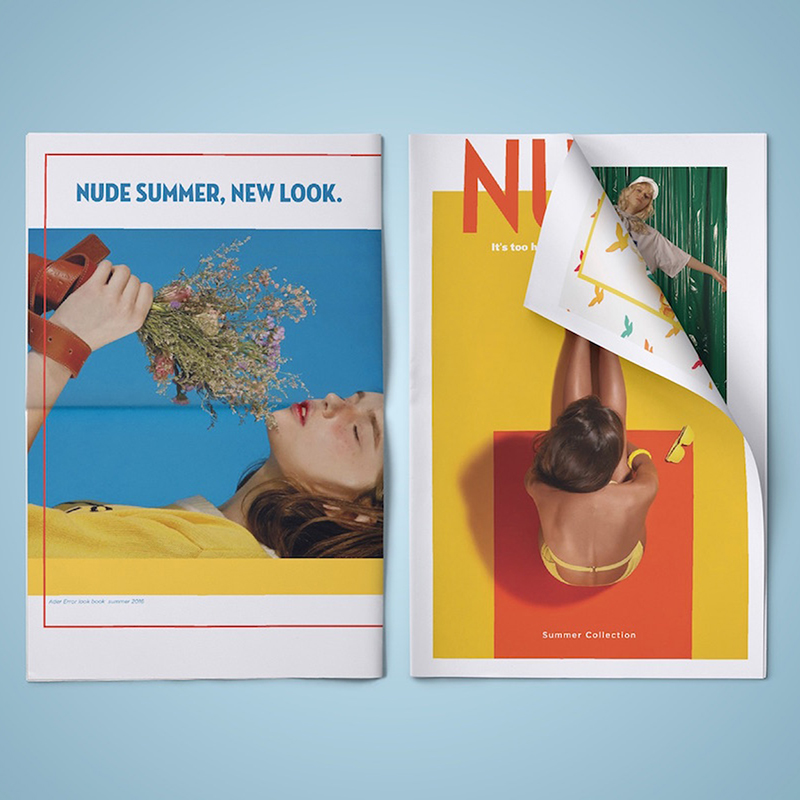 NUDE SUMMER, NEW LOOK.
Ader Error look book summer 2016
NU
It's too h
Summer Collection